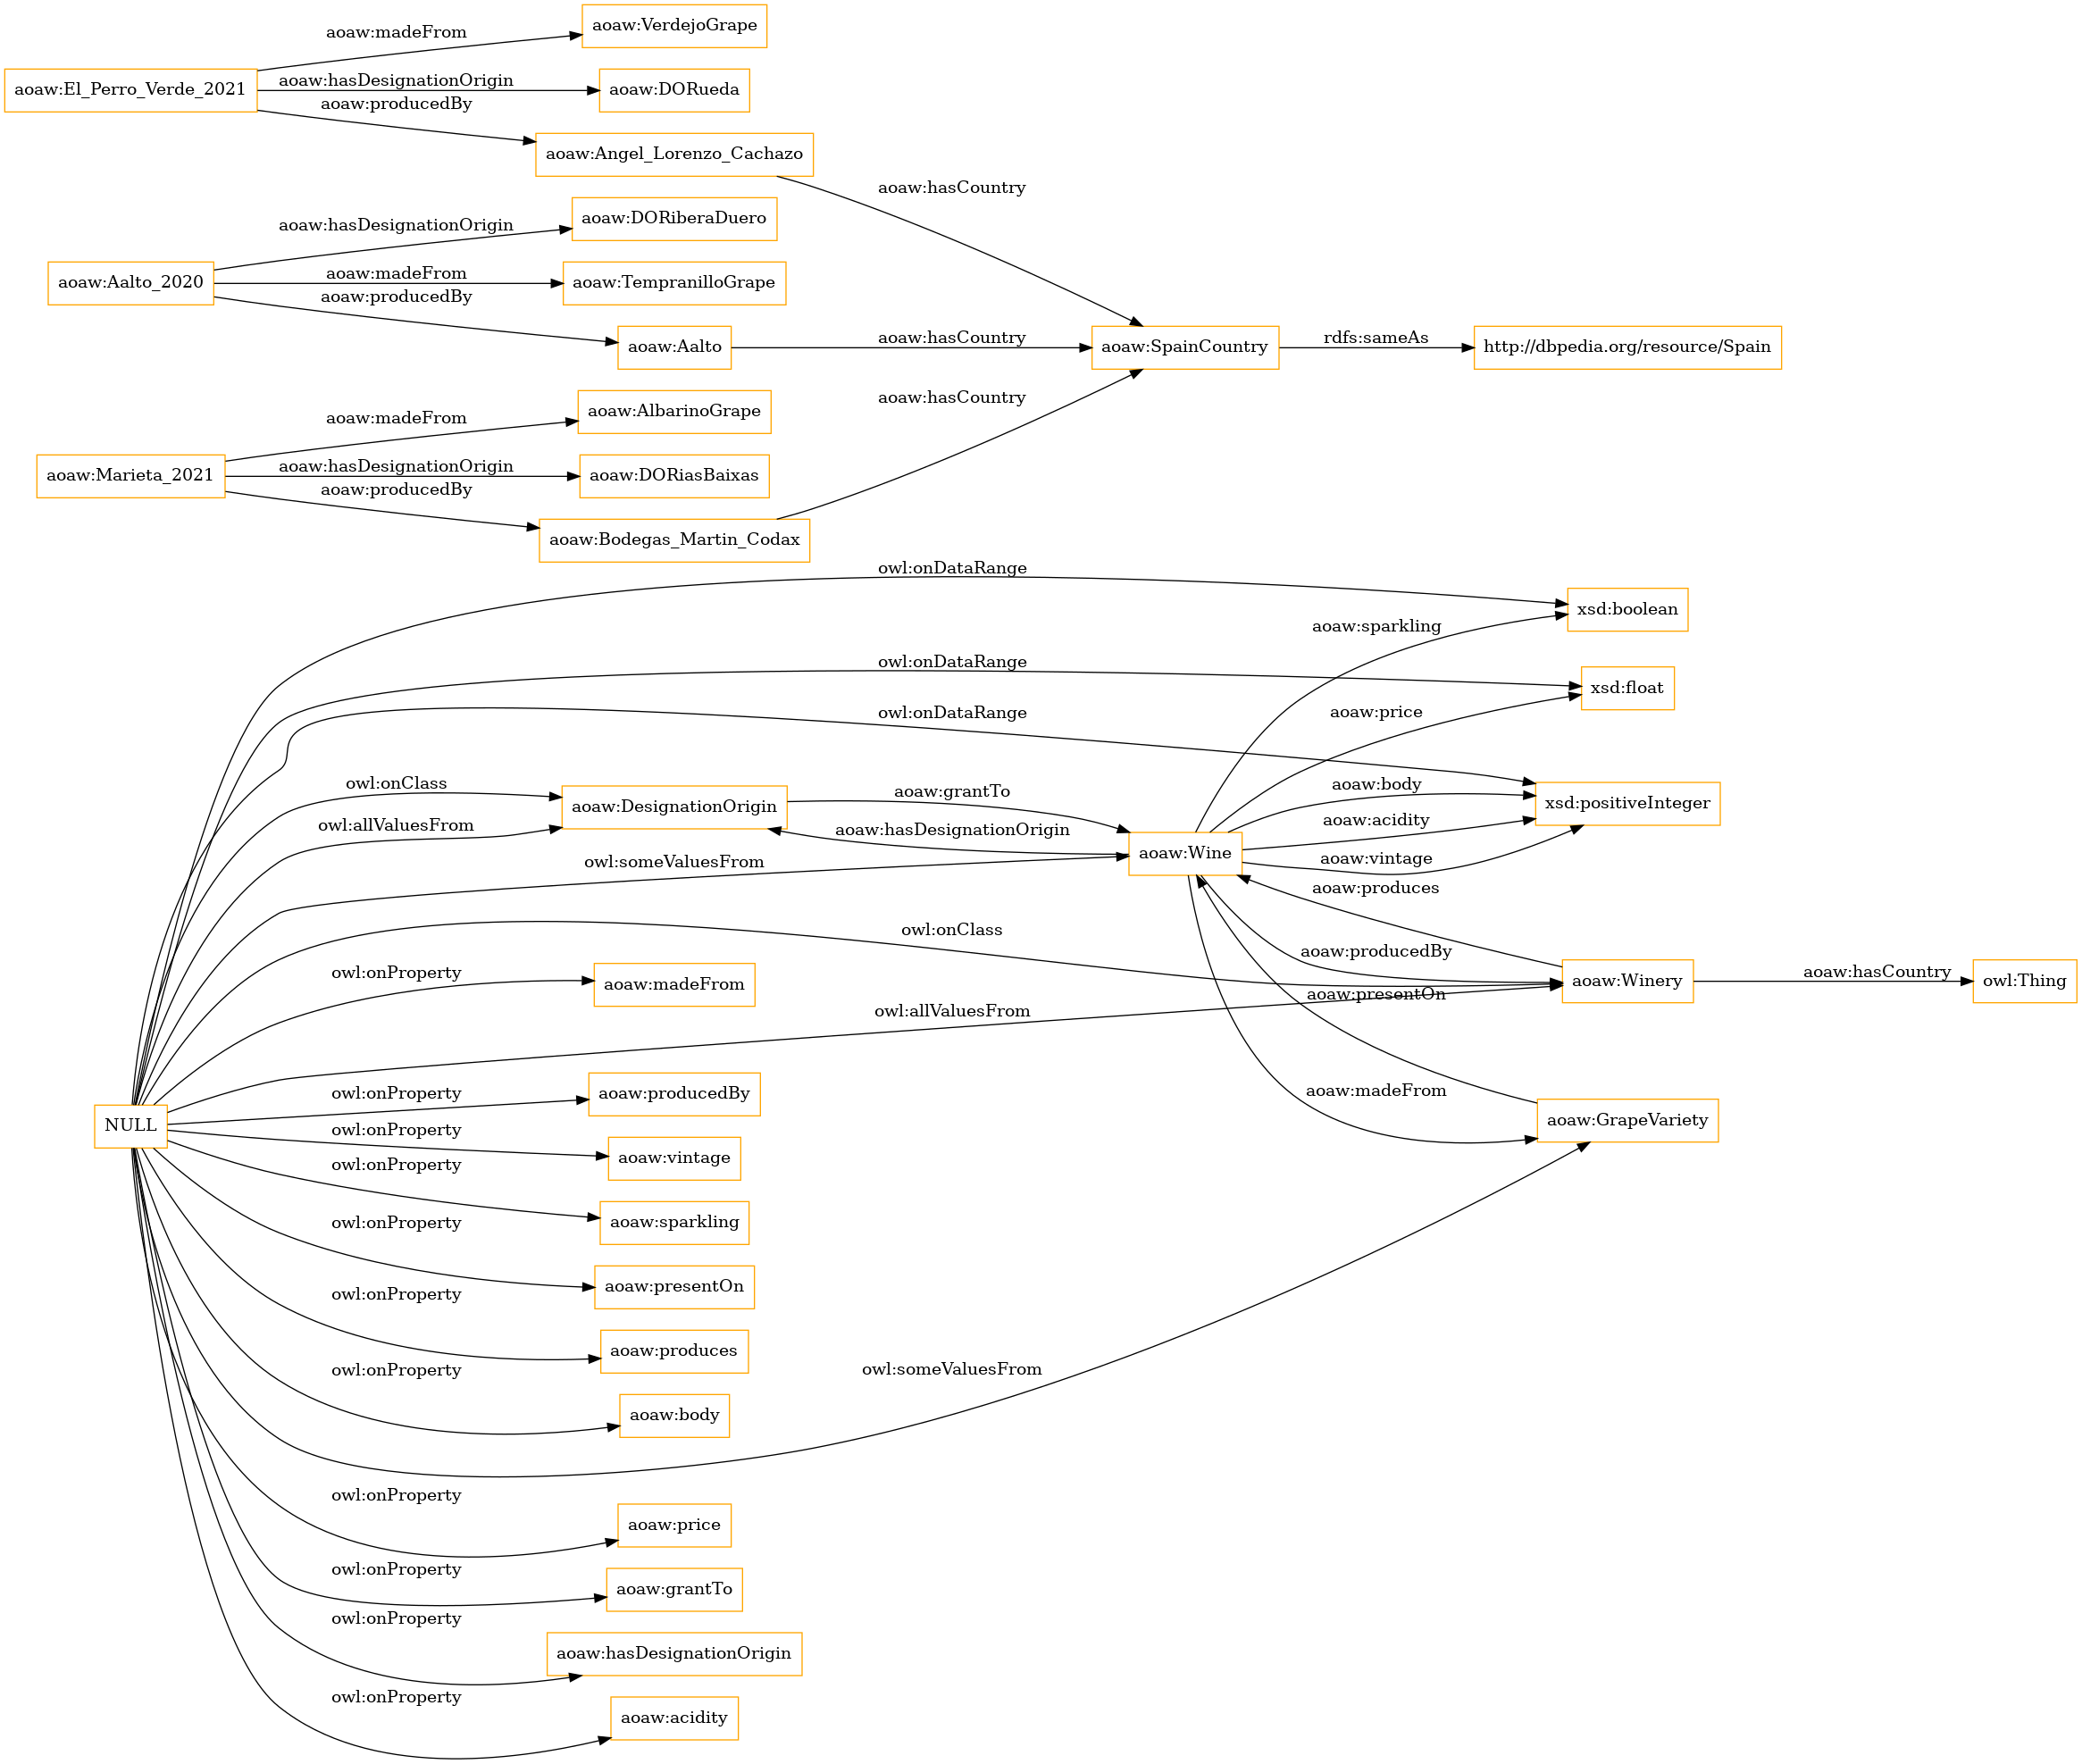 aoaw:VerdejoGrape
aoaw:madeFrom
aoaw:El_Perro_Verde_2021
aoaw:hasDesignationOrigin
aoaw:DORueda
aoaw:producedBy
aoaw:Angel_Lorenzo_Cachazo
aoaw:hasCountry
aoaw:DORiberaDuero
aoaw:hasDesignationOrigin
aoaw:Aalto_2020
aoaw:madeFrom
aoaw:TempranilloGrape
aoaw:producedBy
aoaw:Aalto
aoaw:hasCountry
aoaw:SpainCountry
rdfs:sameAs
http://dbpedia.org/resource/Spain
aoaw:hasCountry
aoaw:AlbarinoGrape
aoaw:madeFrom
aoaw:Marieta_2021
aoaw:hasDesignationOrigin
aoaw:DORiasBaixas
aoaw:producedBy
aoaw:Bodegas_Martin_Codax
owl:onDataRange
xsd:boolean
aoaw:sparkling
owl:onDataRange
xsd:float
aoaw:price
owl:onDataRange
owl:onClass
aoaw:DesignationOrigin
aoaw:grantTo
aoaw:body
xsd:positiveInteger
owl:allValuesFrom
aoaw:hasDesignationOrigin
aoaw:acidity
aoaw:Wine
owl:someValuesFrom
aoaw:vintage
aoaw:produces
owl:onClass
aoaw:producedBy
owl:onProperty
aoaw:madeFrom
aoaw:Winery
aoaw:hasCountry
owl:Thing
aoaw:presentOn
owl:allValuesFrom
owl:onProperty
aoaw:producedBy
aoaw:madeFrom
NULL
aoaw:GrapeVariety
owl:onProperty
aoaw:vintage
owl:onProperty
aoaw:sparkling
owl:onProperty
aoaw:presentOn
owl:onProperty
aoaw:produces
owl:onProperty
owl:someValuesFrom
aoaw:body
owl:onProperty
aoaw:price
owl:onProperty
aoaw:grantTo
owl:onProperty
aoaw:hasDesignationOrigin
owl:onProperty
aoaw:acidity